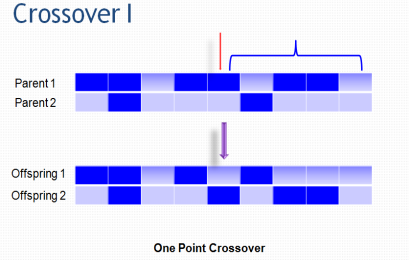 Crossover I
Parent 1
Parent 2
Offspring 1
Offspring 2
One Point Crossover